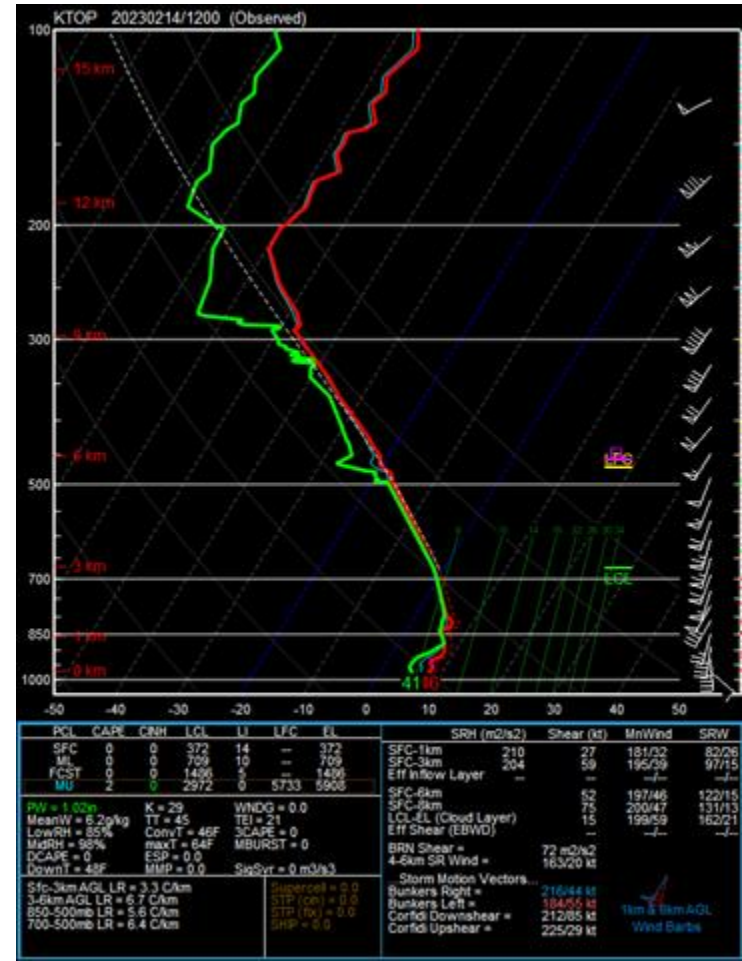 KTOP 20230214/1200 (Observed)
100
15 km
12 km
200
9 km
300
6 km
LFC
500
3 km
700
LCL
850
1 km
1000
0 km
41
46
-50 -40 -30 -20 -10 0 10 20 30 40 50
PCL CAPE CINH LCL LI LFC EL
SFC 0 0 372 14 -- 372
ML 0 0 709 10 -- 709
FCST 0 0 1486 5 -- 1486
MU 2 0 2972 0 5733 5908
PW = 1.02in K = 29 WNDG = 0.0
MeanW = 6.2g/kg TT = 45 TEI = 21
LowRH = 85% ConvT = 46F 3CAPE = 0
MidRH = 98% maxT = 64F MBURST = 0
DCAPE = 0 ESP = 0.0
DownT = 48F MMP = 0.0 SigSvr = 0 m3/s3
Sfc-3km AGL LR = 3.3 C/km
3-6km AGL LR = 6.7 C/km
850-500mb LR = 5.6 C/km
700-500mb LR = 6.4 C/km
Supercell = 0.0
STP (cin) = 0.0
STP (fix) = 0.0
SHIP = 0.0
SRH (m2/s2) Shear (kt) MnWind SRW
SFC-1km 210 27 181/32 82/26
SFC-3km 204 59 195/39 97/15
Eff Inflow Layer -- -- --/-- --/--
SFC-6km 52 197/46 122/15
SFC-8km 75 200/47 131/13
LCL-EL (Cloud Layer) 15 199/59 162/21
Eff Shear (EBWD) -- --/-- --/--
BRN Shear = 72 m2/s2
4-6km SR Wind = 163/20 kt
Storm Motion Vectors...
Bunkers Right = 216/44 kt
Bunkers Left = 184/55 kt
Corfidi Downshear = 212/85 kt
Corfidi Upshear = 225/29 kt
1km & 6km AGL
Wind Barbs